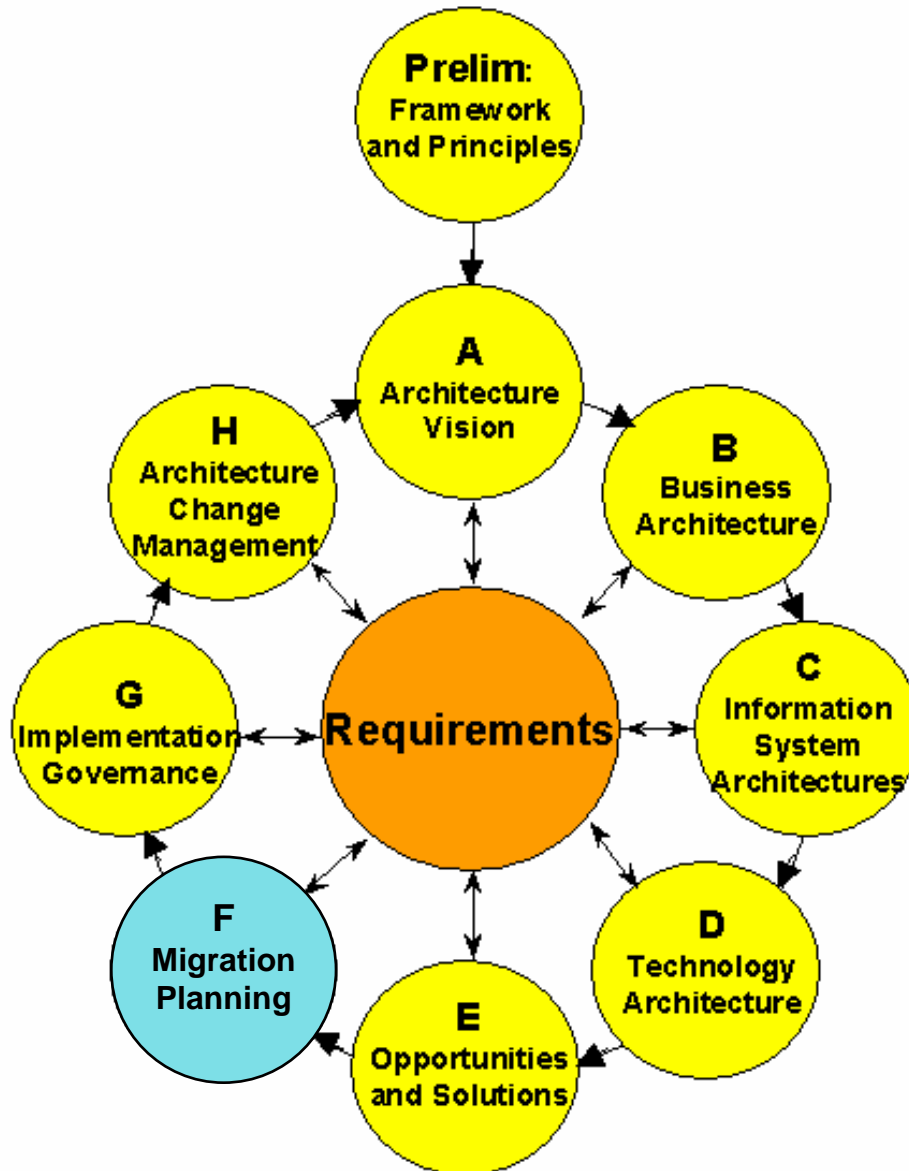 Prelim:
Framework
and Principles
A
Architecture
Vision
B
Business
Architecture
C
Information
System
Architectures
D
Technology
Architecture
E
Opportunities
and Solutions
F
Migration
Planning
G
Implementation
Governance
H
Architecture
Change
Management
Requirements